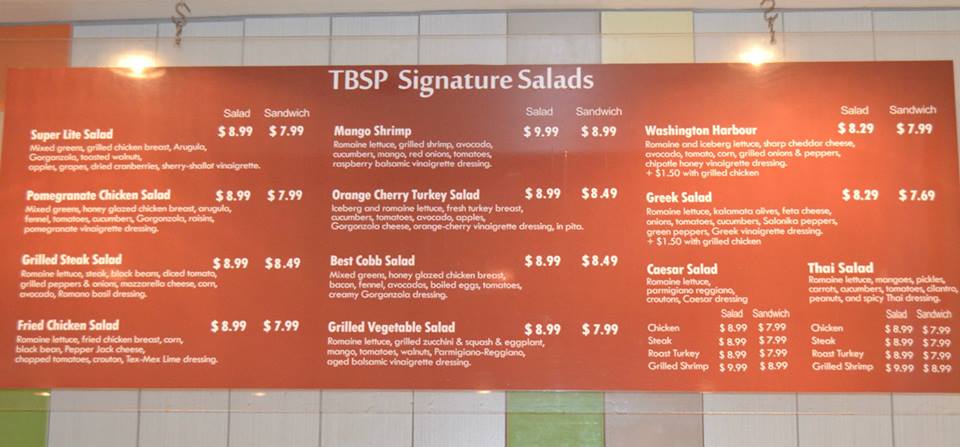 TBSP Signature Salads
Salad Sandwich
Super Lite Salad $ 8.99 $ 7.99
Mixed greens, grilled chicken breast, Arugula,
Gorgonzola, toasted walnuts,
apples, grapes, dried cranberries, sherry-shallot vinaigrette.
Pomegranate Chicken Salad $ 8.99 $ 7.99
Mixed greens, honey glazed chicken breast, arugula,
fennel, tomatoes, cucumbers, Gorgonzola, raisins,
pomegranate vinaigrette dressing.
Grilled Steak Salad $ 8.99 $ 8.49
Romaine lettuce, steak, black beans, diced tomato,
grilled peppers & onions, mozzarella cheese, corn,
avocado, Romano basil dressing.
Fried Chicken Salad $ 8.99 $ 7.99
Romaine lettuce, fried chicken breast, corn,
black bean, Pepper Jack cheese,
chopped tomatoes, crouton, Tex-Mex Lime dressing.
Salad Sandwich
Mango Shrimp $ 9.99 $ 8.99
Romaine lettuce, grilled shrimp, avocado,
cucumbers, mango, red onions, tomatoes,
raspberry balsamic vinaigrette dressing.
Orange Cherry Turkey Salad $ 8.99 $ 8.49
Iceberg and romaine lettuce, fresh turkey breast,
cucumbers, tomatoes, avocado, apples,
Gorgonzola cheese, orange-cherry vinaigrette dressing, in pita.
Best Cobb Salad $ 8.99 $ 8.49
Mixed greens, honey glazed chicken breast,
bacon, fennel, avocados, boiled eggs, tomatoes,
creamy Gorgonzola dressing.
Grilled Vegetable Salad $ 8.99 $ 7.99
Romaine lettuce, grilled zucchini & squash & eggplant,
mango, tomatoes, walnuts, Parmigiano-Reggiano,
aged balsamic vinaigrette dressing.
Salad Sandwich
Washington Harbour $ 8.29 $ 7.99
Romaine and iceberg lettuce, sharp cheddar cheese,
avocado, tomato, corn, grilled onions & peppers,
chipotle honey vinaigrette dressing.
+ $1.50 with grilled chicken
Greek Salad $ 8.29 $ 7.69
Romaine lettuce, kalamata olives, feta cheese,
onions, tomatoes, cucumbers, Salonika peppers,
green peppers, Greek vinaigrette dressing.
+ $1.50 with grilled chicken
Caesar Salad
Romaine lettuce,
parmigiano reggiano,
croutons, Caesar dressing
Salad Sandwich
Chicken $ 8.99 $ 7.99
Steak $ 8.99 $ 7.99
Roast Turkey $ 8.99 $ 7.99
Grilled Shrimp $ 9.99 $ 8.99
Thai Salad
Romaine lettuce, mangoes, pickles,
carrots, cucumbers, tomatoes, cilantro,
peanuts, and spicy Thai dressing.
Salad Sandwich
Chicken $ 8.99 $ 7.99
Steak $ 8.99 $ 7.99
Roast Turkey $ 8.99 $ 7.99
Grilled Shrimp $ 9.99 $ 8.99